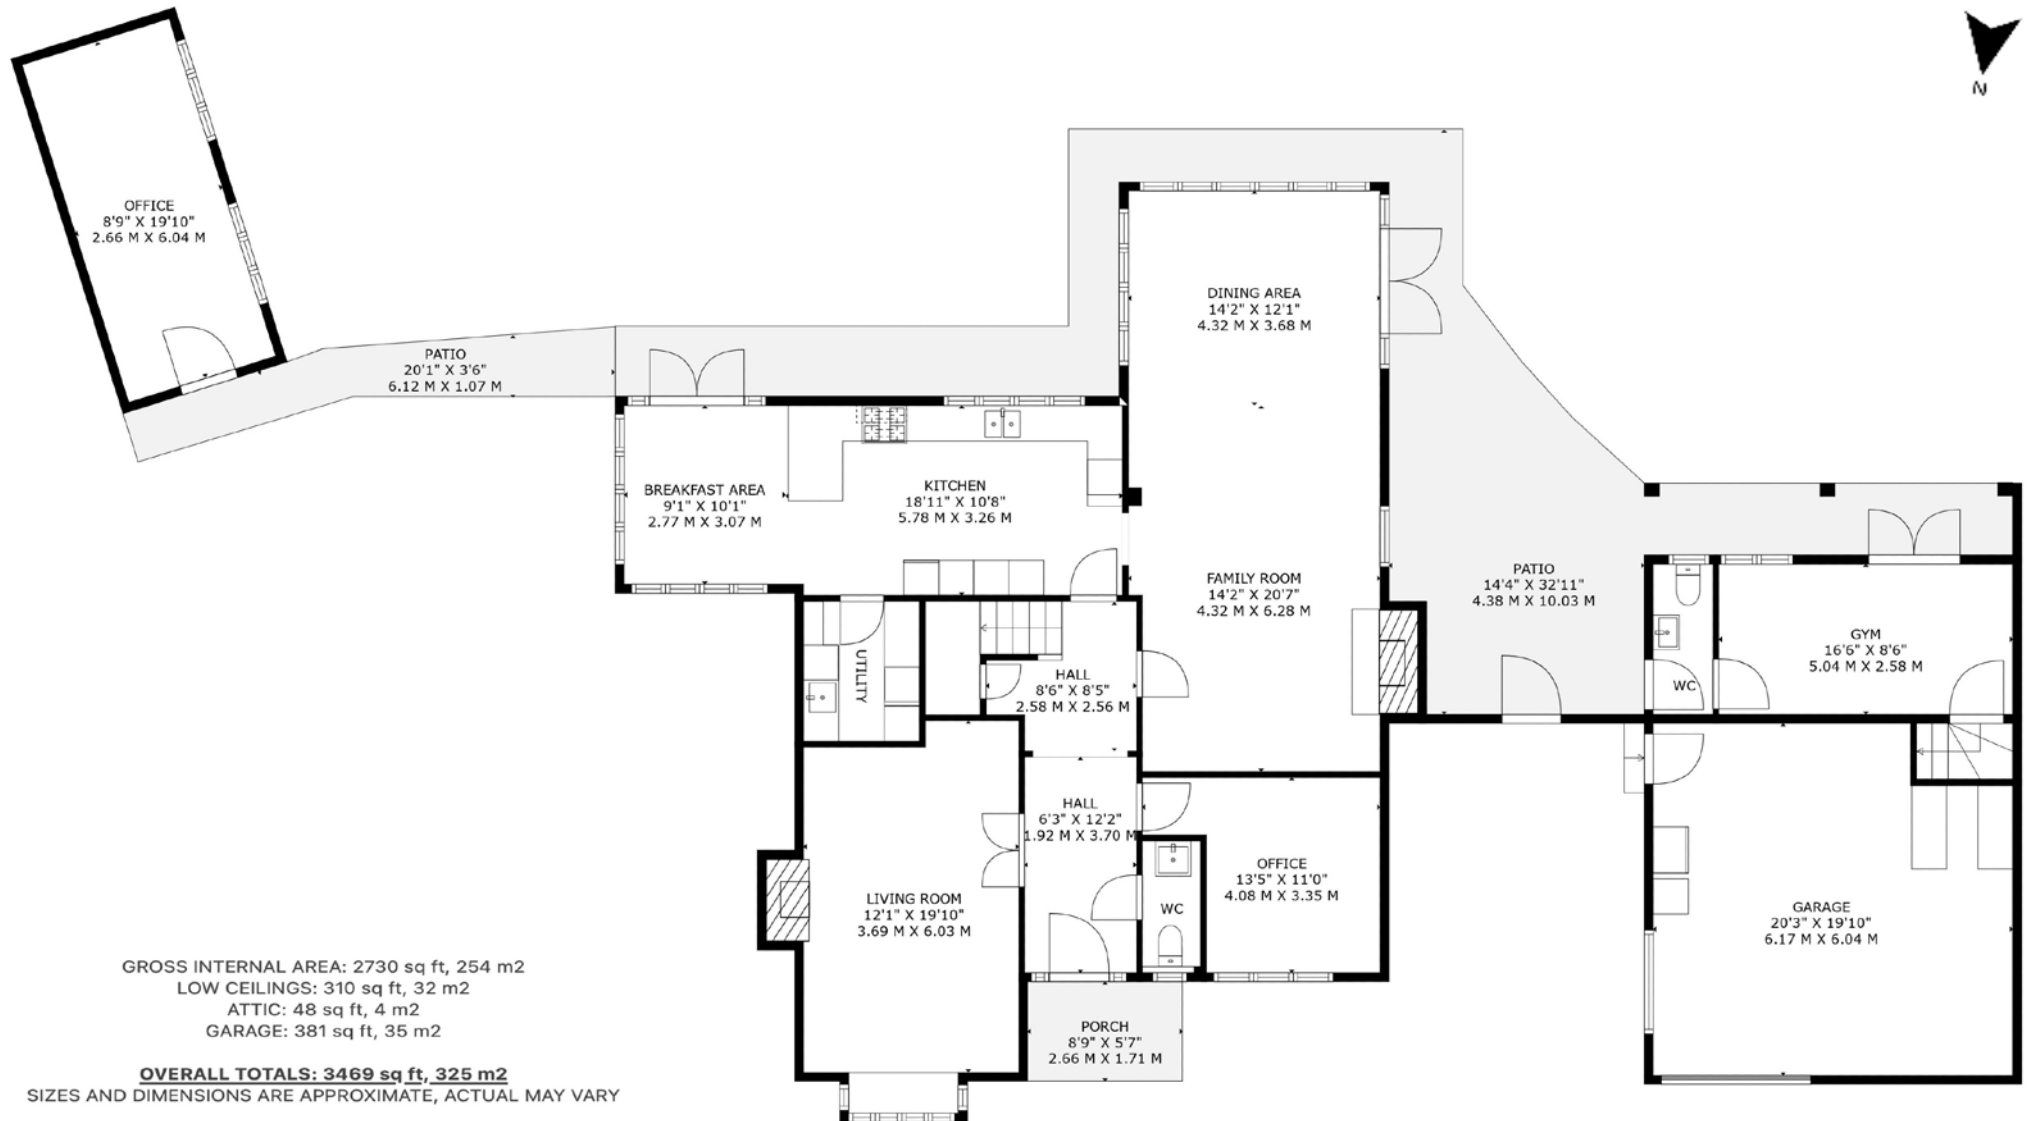 N
OFFICE
8'9" X 19'10"
2.66 M X 6.04 M
DINING AREA
14'2" X 12'1"
4.32 M X 3.68 M
PATIO
20'1" X 3'6"
6.12 M X 1.07 M
BREAKFAST AREA
9'1" X 10'1"
2.77 M X 3.07 M
KITCHEN
18'11" X 10'8"
5.78 M X 3.26 M
FAMILY ROOM
14'2" X 20'7"
4.32 M X 6.28 M
PATIO
14'4" X 32'11"
4.38 M X 10.03 M
GYM
16'6" X 8'6"
5.04 M X 2.58 M
WC
UTILITY
HALL
8'6" X 8'5"
2.58 M X 2.56 M
HALL
6'3" X 12'2"
1.92 M X 3.70 M
OFFICE
13'5" X 11'0"
4.08 M X 3.35 M
WC
LIVING ROOM
12'1" X 19'10"
3.69 M X 6.03 M
GARAGE
20'3" X 19'10"
6.17 M X 6.04 M
PORCH
8'9" X 5'7"
2.66 M X 1.71 M
GROSS INTERNAL AREA: 2730 sq ft, 254 m2
LOW CEILINGS: 310 sq ft, 32 m2
ATTIC: 48 sq ft, 4 m2
GARAGE: 381 sq ft, 35 m2
OVERALL TOTALS: 3469 sq ft, 325 m2
SIZES AND DIMENSIONS ARE APPROXIMATE, ACTUAL MAY VARY